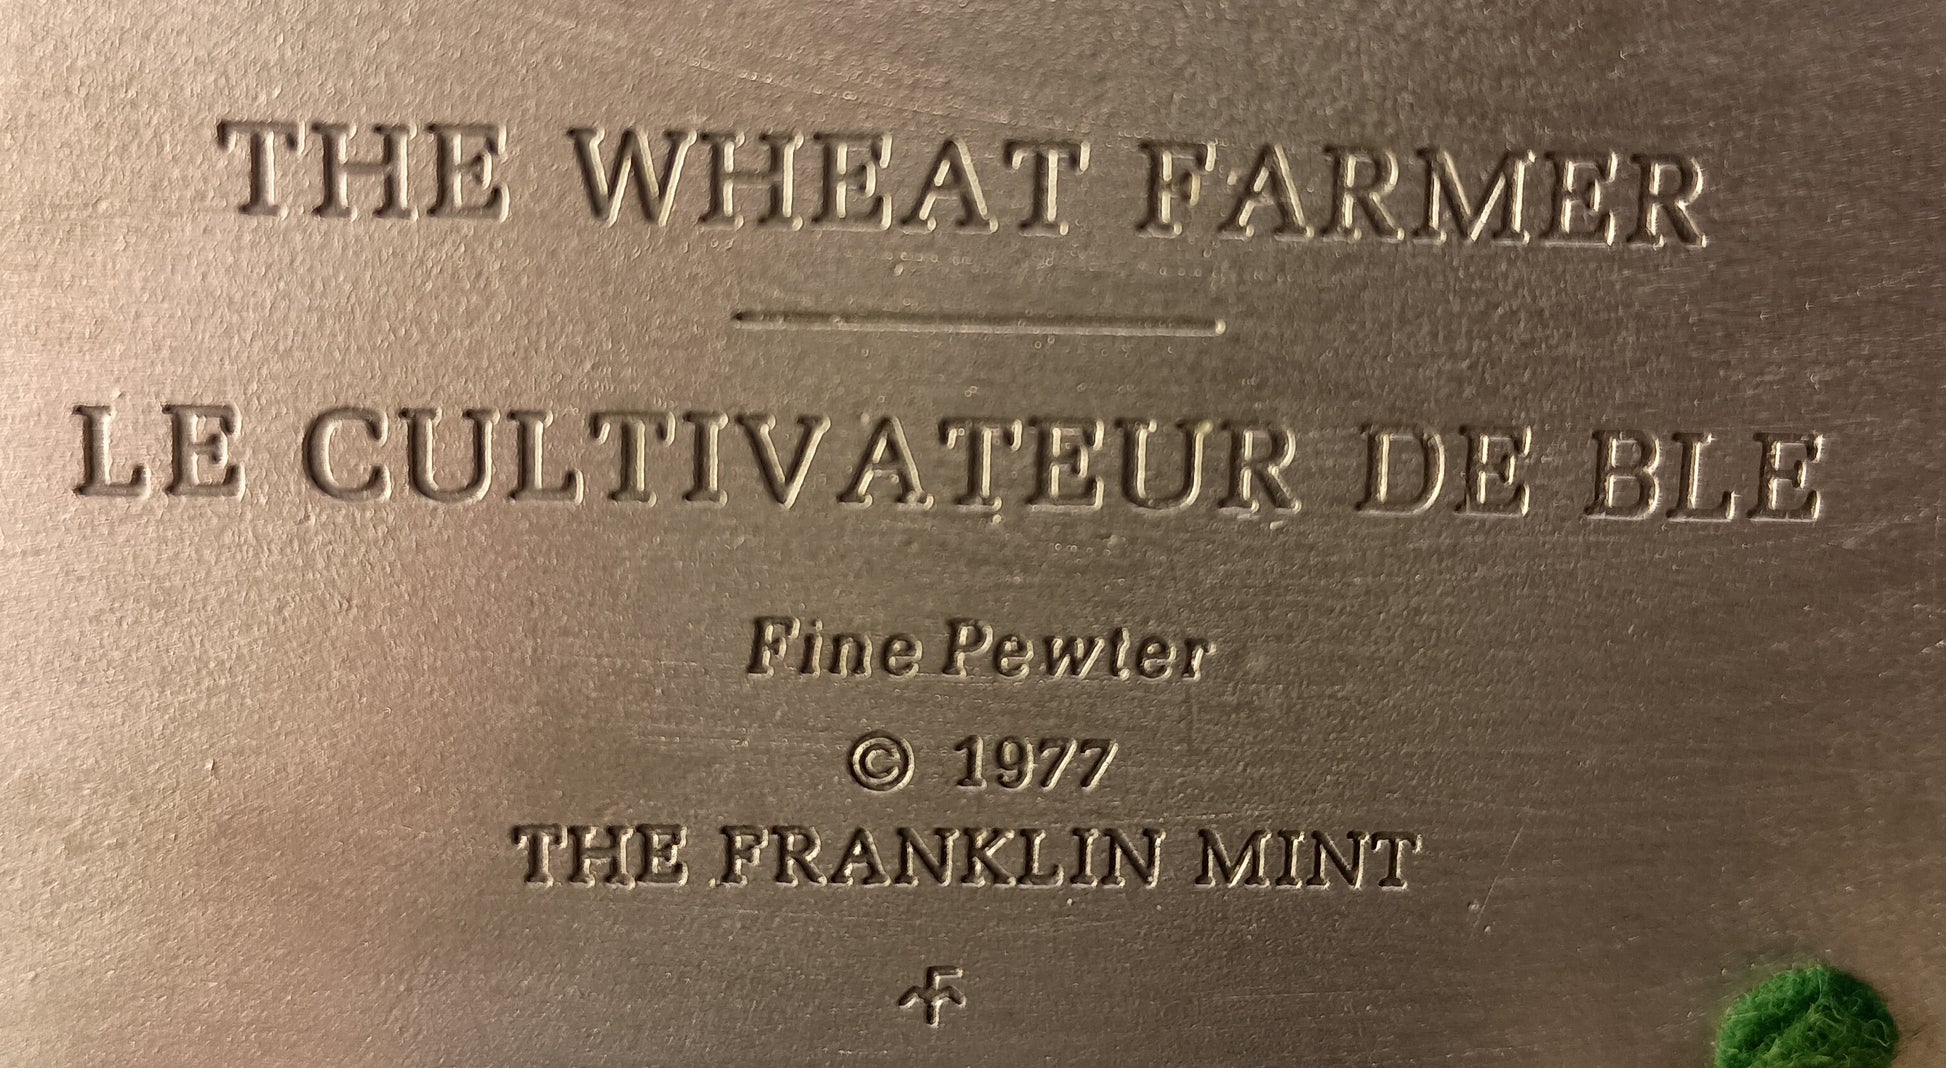 THE WHEAT FARMER
LE CULTIVATEUR DE BLE
Fine Pewter
© 1977
THE FRANKLIN MINT